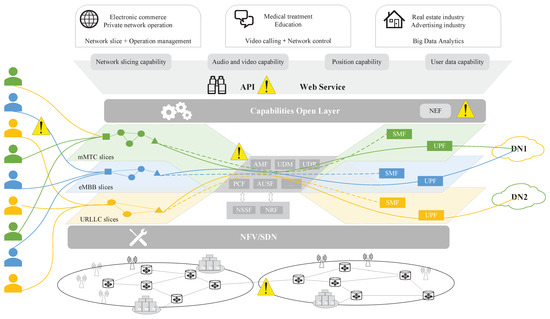 Electronic commerce
Private network operation
Network slice + Operation management
Medical treatment
Education
Video calling + Network control
Real estate industry
Advertising industry
Big Data Analytics
Network slicing capability
Audio and video capability
Position capability
User data capability
API
Web Service
Capabilities Open Layer
NEF
mMTC slices
eMBB slices
URLLC slices
AMF
UDM
UDR
PCF
AUSF
NSSF
NRF
SMF
UPF
SMF
UPF
SMF
UPF
DN1
DN2
NFV/SDN